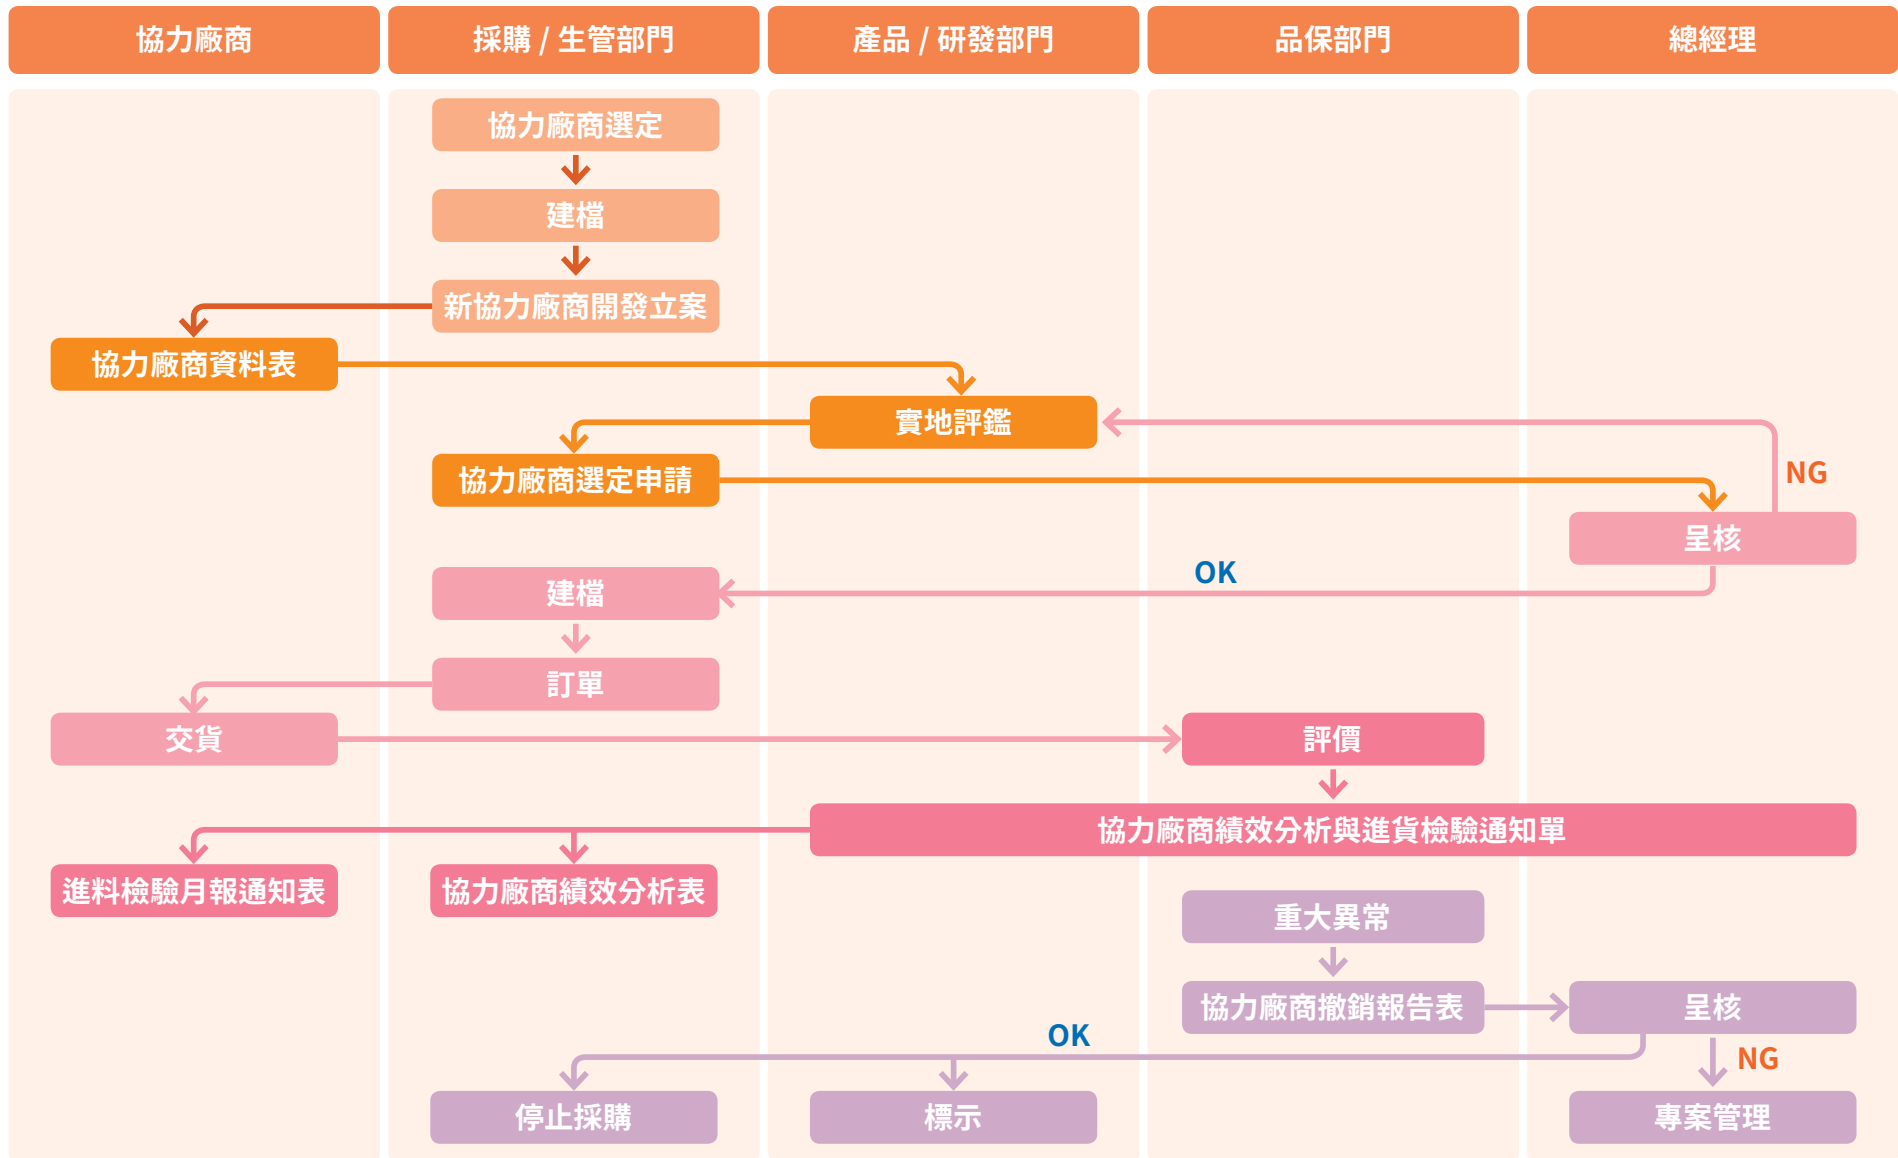 協力廠商
採購 / 生管部門
產品 / 研發部門
品保部門
總經理
協力廠商選定
建檔
新協力廠商開發立案
協力廠商資料表
實地評鑑
協力廠商選定申請
NG
呈核
OK
建檔
訂單
交貨
評價
協力廠商績效分析與進貨檢驗通知單
進料檢驗月報通知表
協力廠商績效分析表
重大異常
協力廠商撤銷報告表
呈核
OK
NG
停止採購
標示
專案管理